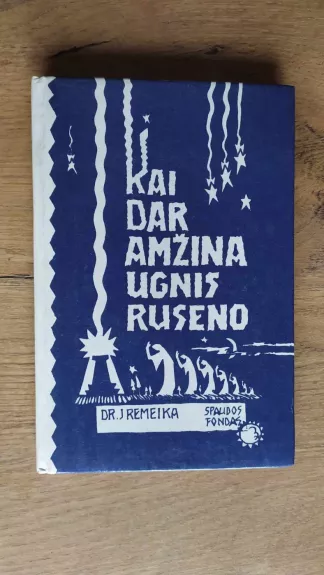 KAI
DAR
AMŽINA
UGNIS
RUSENO
DR. J REMEIKA
SPAUDOS
FONDAS